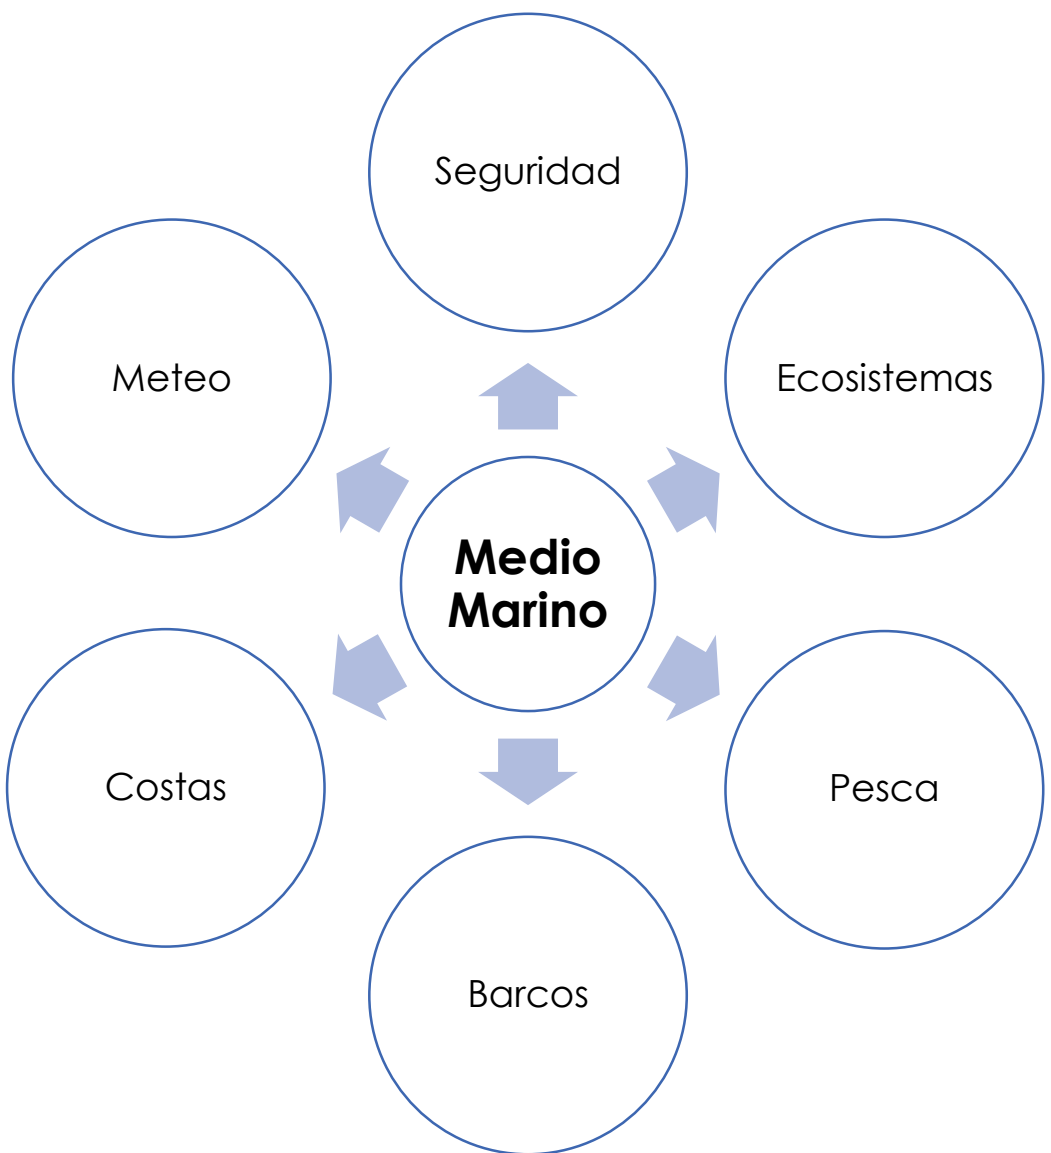 Seguridad
Meteo
Ecosistemas
Medio
Marino
Costas
Pesca
Barcos